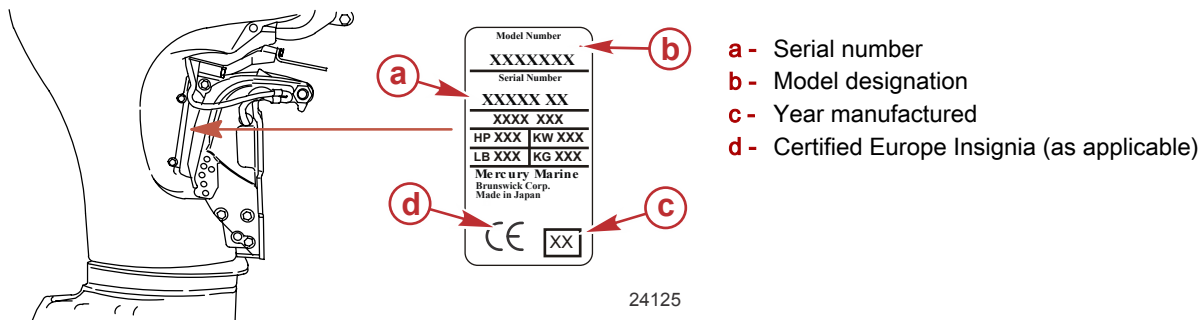 Model Number
XXXXXXX
Serial Number
XXXXX XX
XXXX XXX
HP XXX KW XXX
LB XXX KG XXX
Mercury Marine
Brunswick Corp.
Made in Japan
CE XX
a
b
c
d
24125
a - Serial number
b - Model designation
c - Year manufactured
d - Certified Europe Insignia (as applicable)